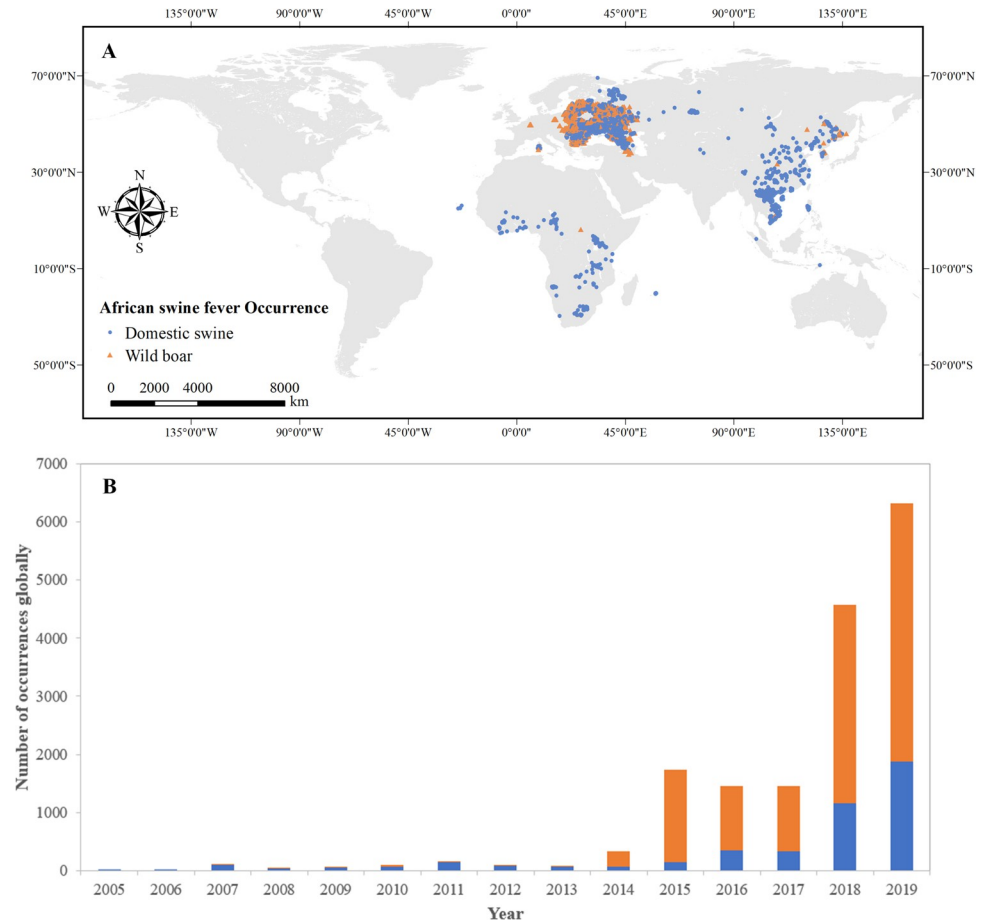 135°0'0"W 90°0'0"W 45°0'0"W 0°0'0" 45°0'0"E 90°0'0"E 135°0'0"E
A
70°0'0"N 70°0'0"N
30°0'0"N 30°0'0"N
N
W E
S
10°0'0"S 10°0'0"S
African swine fever Occurrence
Domestic swine
Wild boar
50°0'0"S 50°0'0"S
0 2000 4000 8000
km
135°0'0"W 90°0'0"W 45°0'0"W 0°0'0" 45°0'0"E 90°0'0"E 135°0'0"E
B
Number of occurrences globally
7000
6000
5000
4000
3000
2000
1000
0
2005 2006 2007 2008 2009 2010 2011 2012 2013 2014 2015 2016 2017 2018 2019
Year